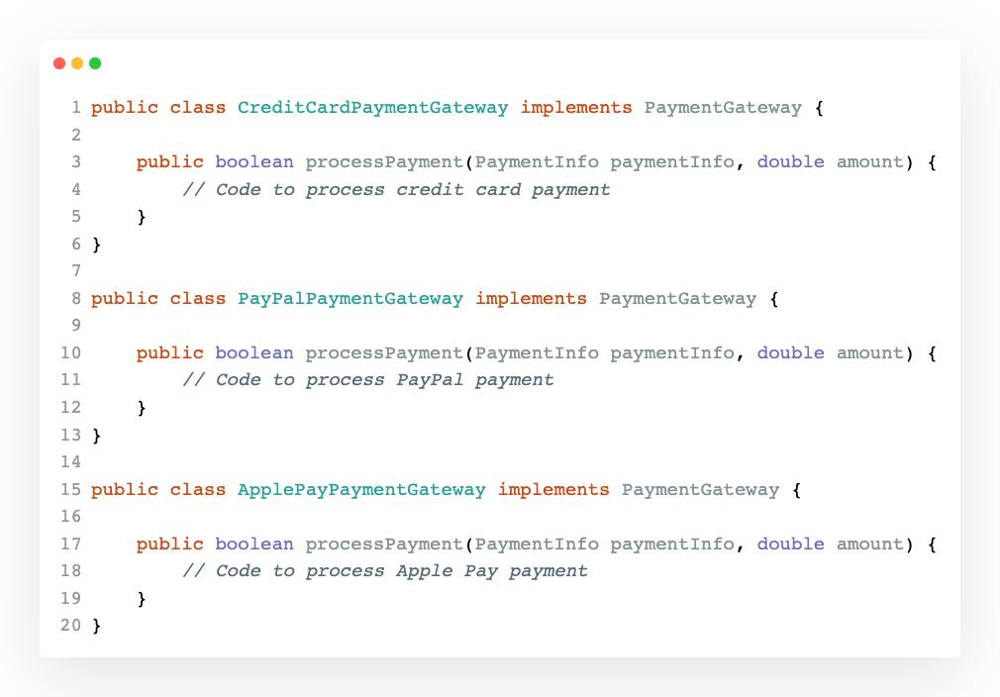 1 public class CreditCardPaymentGateway implements PaymentGateway {
2
3     public boolean processPayment(PaymentInfo paymentInfo, double amount) {
4         // Code to process credit card payment
5     }
6 }
7
8 public class PayPalPaymentGateway implements PaymentGateway {
9
10     public boolean processPayment(PaymentInfo paymentInfo, double amount) {
11         // Code to process PayPal payment
12     }
13 }
14
15 public class ApplePayPaymentGateway implements PaymentGateway {
16
17     public boolean processPayment(PaymentInfo paymentInfo, double amount) {
18         // Code to process Apple Pay payment
19     }
20 }